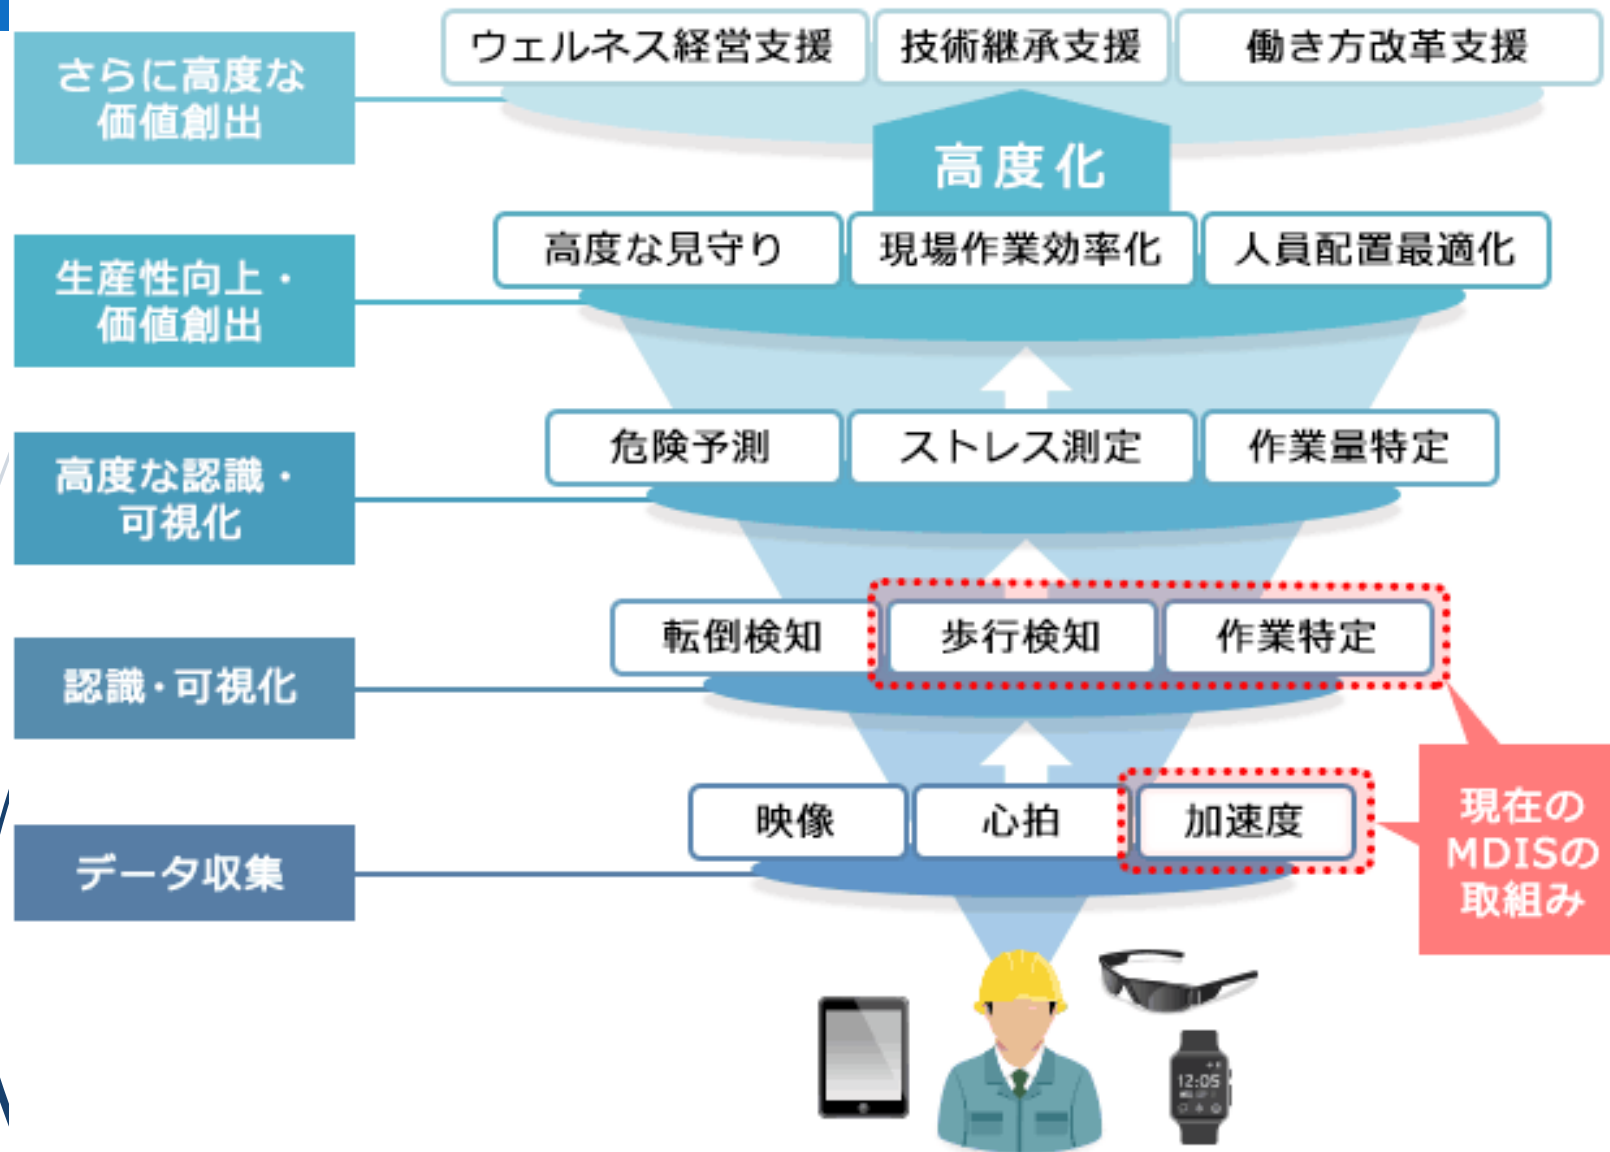 さらに高度な
価値創出
ウェルネス経営支援
技術継承支援
働き方改革支援
高度化
生産性向上・
価値創出
高度な見守り
現場作業効率化
人員配置最適化
高度な認識・
可視化
危険予測
ストレス測定
作業量特定
認識・可視化
転倒検知
歩行検知
作業特定
データ収集
映像
心拍
加速度
現在の
MDISの
取組み
12:05